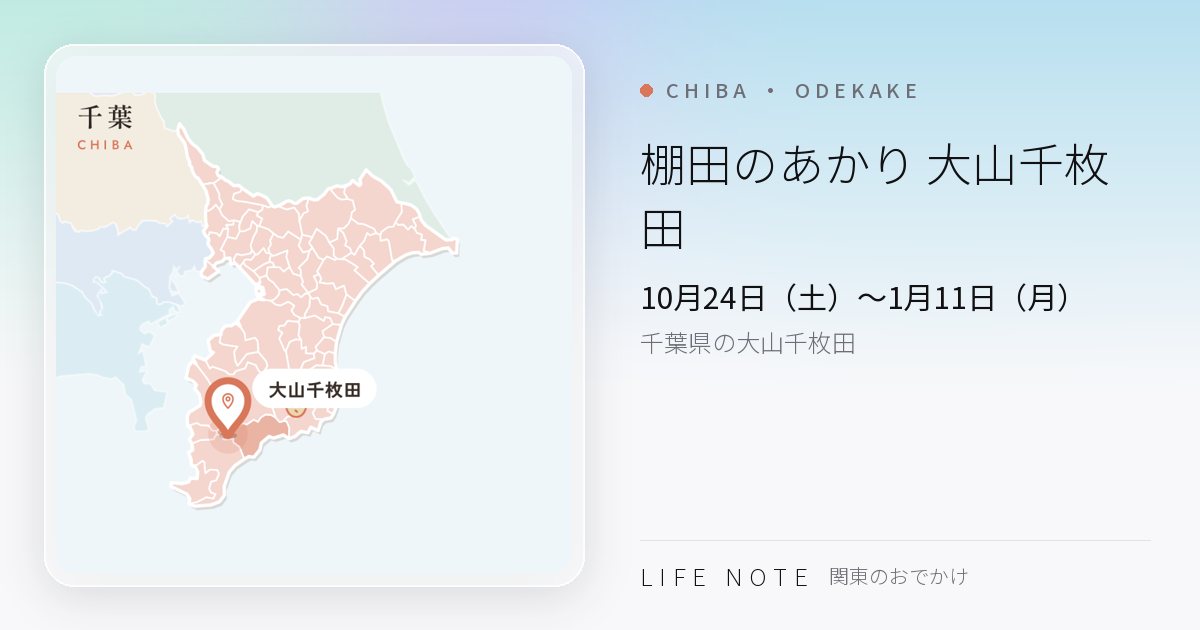 千葉
CHIBA
大山千枚田
CHIBA • ODEKAKE
棚田のあかり 大山千枚
田
10月24日（土）〜1月11日（月）
千葉県の大山千枚田
LIFE NOTE 関東のおでかけ